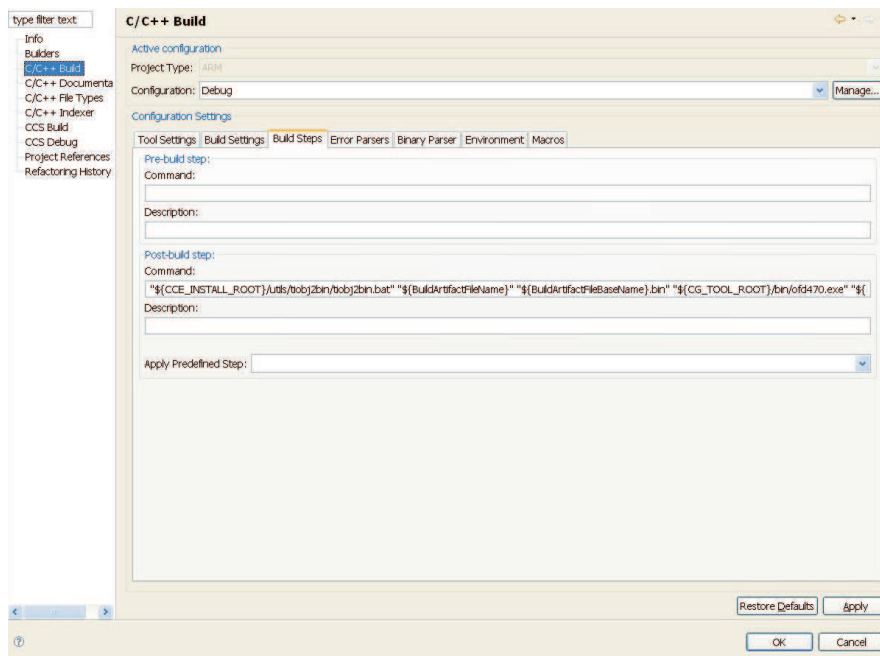 type filter text
Info
Builders
C/C++ Build
C/C++ Documenta
C/C++ File Types
C/C++ Indexer
CCS Build
CCS Debug
Project References
Refactoring History
C/C++ Build
Active configuration
Project Type: ARM
Configuration: Debug
Manage...
Configuration Settings
Tool Settings Build Settings Build Steps Error Parsers Binary Parser Environment Macros
Pre-build step:
Command:
Description:
Post-build step:
Command:
"${CCE_INSTALL_ROOT}/utils/tiobj2bin/tiobj2bin.bat" "${BuildArtifactFileName}" "${BuildArtifactFileBaseName}.bin" "${CG_TOOL_ROOT}/bin/ofd470.exe" "${
Description:
Apply Predefined Step:
Restore Defaults Apply
? OK Cancel